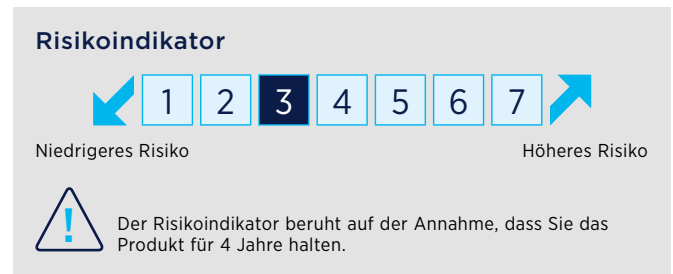 Risikoindikator
1 2 3 4 5 6 7
Niedrigeres Risiko Höheres Risiko
!
Der Risikoindikator beruht auf der Annahme, dass Sie das
Produkt für 4 Jahre halten.